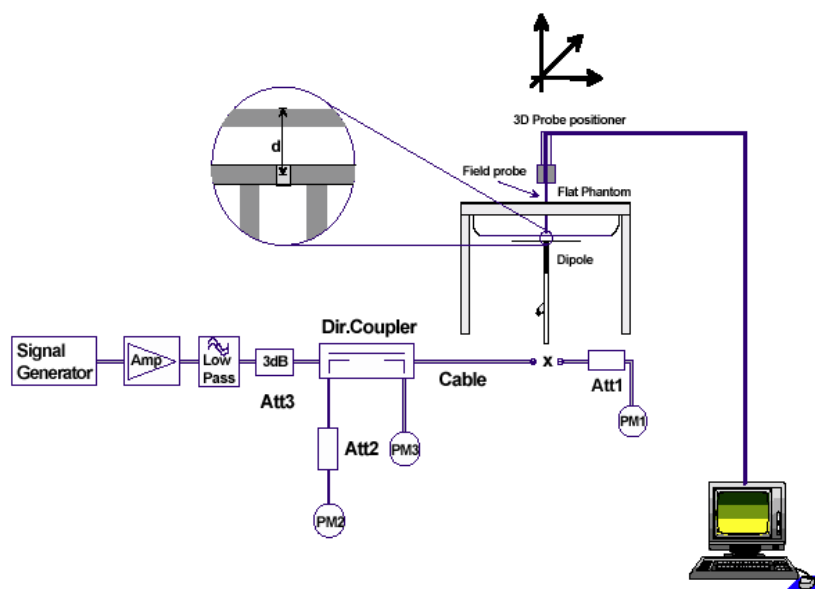 3D Probe positioner
d
Field probe
Flat Phantom
Dipole
Dir.Coupler
Signal
Generator
Amp
Low
Pass
3dB
Att3
Cable
x
Att1
PM1
Att2
PM3
PM2